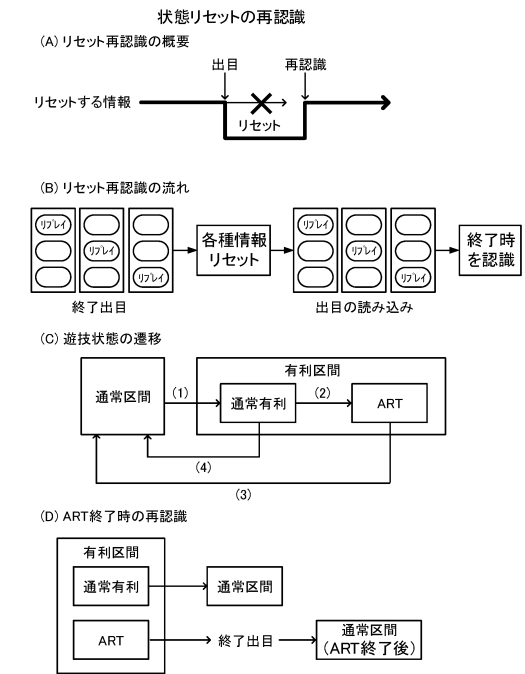 状態リセットの再認識
(A) リセット再認識の概要
出目
再認識
リセットする情報
リセット
(B) リセット再認識の流れ
リプレイ
リプレイ
リプレイ
各種情報
リセット
リプレイ
リプレイ
リプレイ
終了時
を認識
終了出目
出目の読み込み
(C) 遊技状態の遷移
有利区間
通常区間
(1)
通常有利
(2)
ART
(4)
(3)
(D) ART終了時の再認識
有利区間
通常有利
通常区間
ART
終了出目
通常区間
(ART終了後)